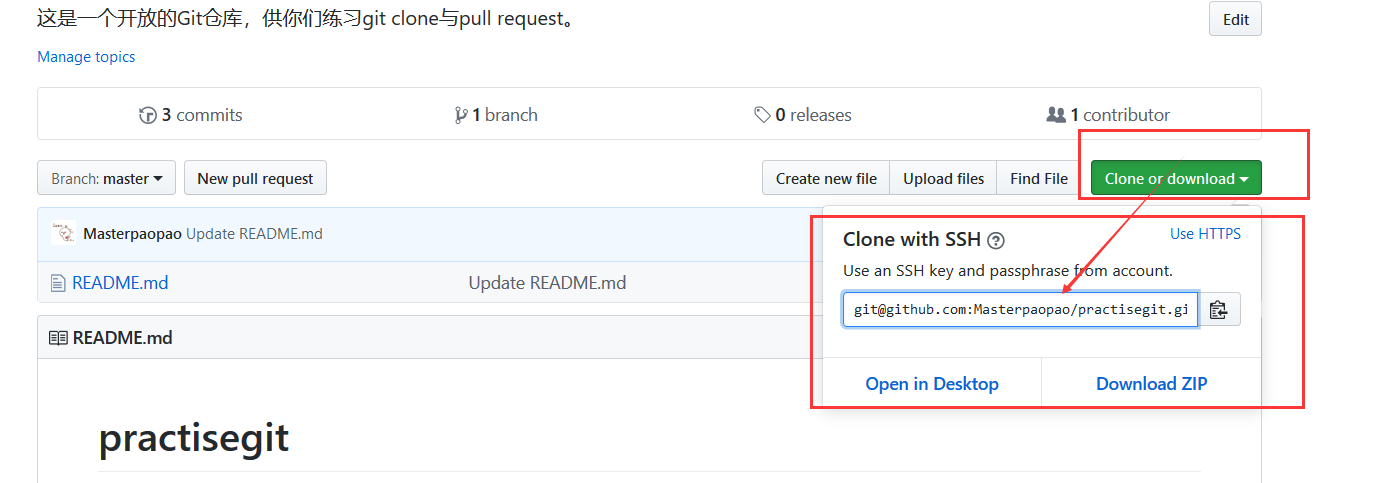 这是一个开放的Git仓库，供你们练习git clone与pull request。
Edit
Manage topics
3 commits
1 branch
0 releases
1 contributor
Branch: master
New pull request
Create new file
Upload files
Find File
Clone or download
Masterpaopao Update README.md
README.md
Update README.md
Clone with SSH
Use HTTPS
Use an SSH key and passphrase from account.
git@github.com:Masterpaopao/practisegit.gi
Open in Desktop
Download ZIP
README.md
practisegit